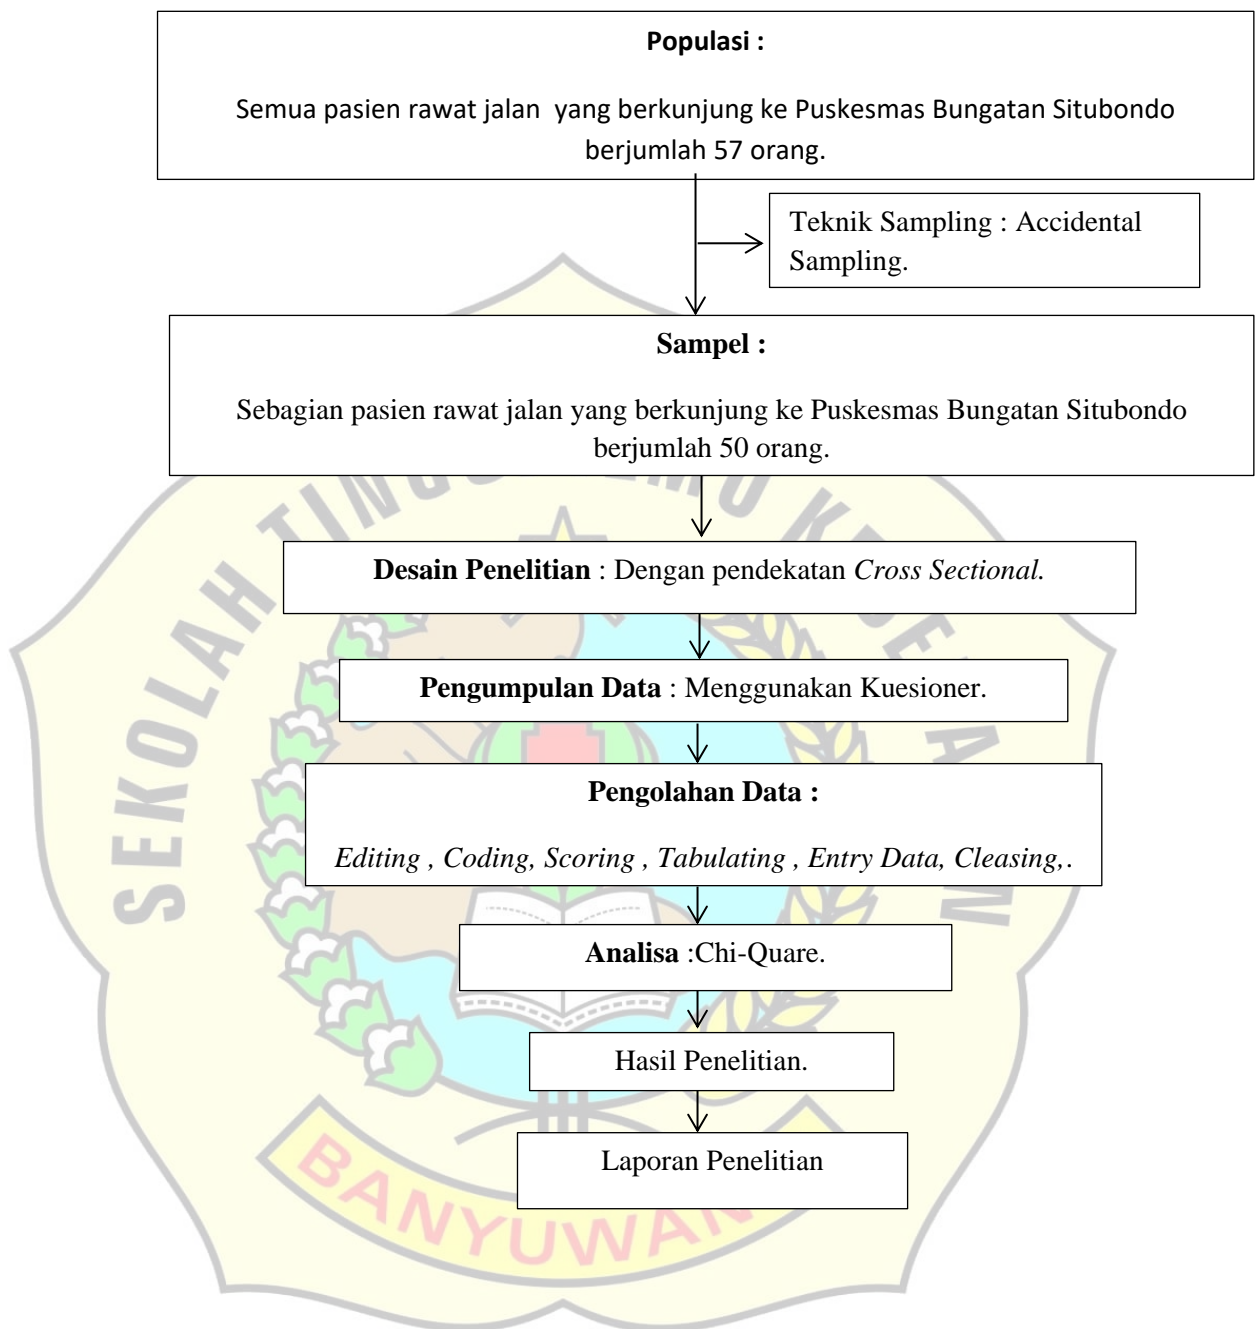 Populasi :
Semua pasien rawat jalan  yang berkunjung ke Puskesmas Bungatan Situbondo
berjumlah 57 orang.
Teknik Sampling : Accidental
Sampling.
Sampel :
Sebagian pasien rawat jalan yang berkunjung ke Puskesmas Bungatan Situbondo
berjumlah 50 orang.
Desain Penelitian : Dengan pendekatan Cross Sectional.
Pengumpulan Data : Menggunakan Kuesioner.
Pengolahan Data :
Editing , Coding, Scoring , Tabulating , Entry Data, Cleasing,.
Analisa :Chi-Quare.
Hasil Penelitian.
Laporan Penelitian
SEKOLAH